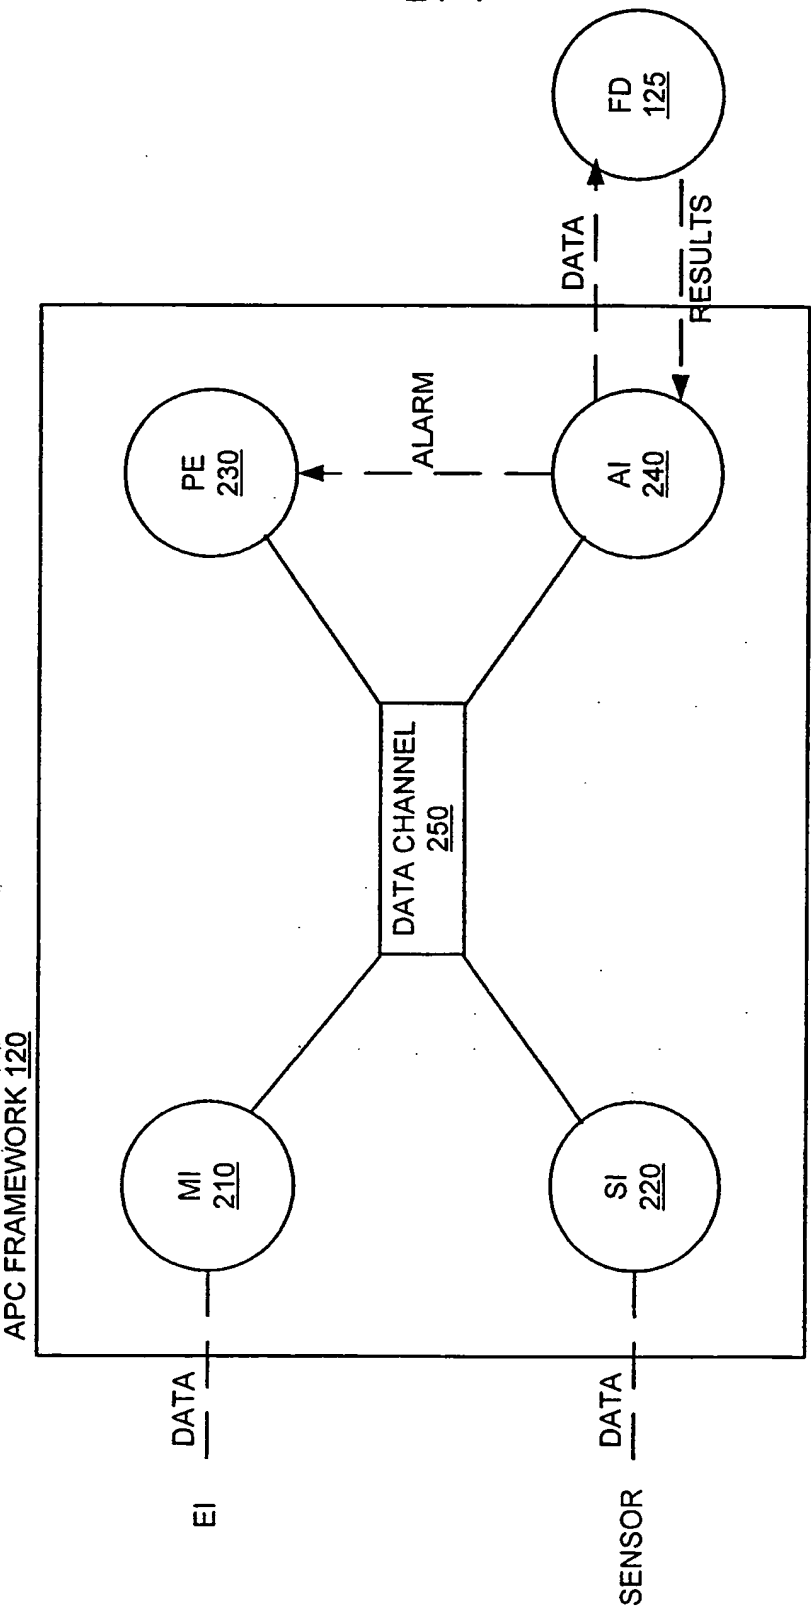 APC FRAMEWORK 120
EI
DATA
MI
210
PE
230
DATA CHANNEL
250
ALARM
SENSOR
DATA
SI
220
AI
240
DATA
RESULTS
FD
125